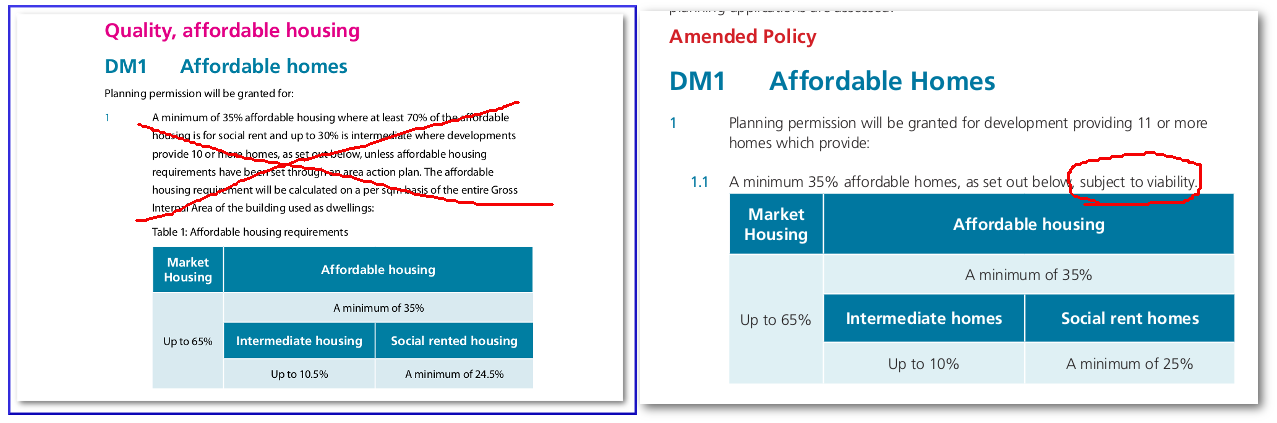 Quality, affordable housing
DM1 Affordable homes
Planning permission will be granted for:
1 A minimum of 35% affordable housing where at least 70% of the affordable
housing is for social rent and up to 30% is intermediate where developments
provide 10 or more homes, as set out below, unless affordable housing
requirements have been set through an area action plan. The affordable
housing requirement will be calculated on a per sqm basis of the entire Gross
Internal Area of the building used as dwellings:
Table 1: Affordable housing requirements
Market
Housing
Affordable housing
A minimum of 35%
Up to 65%
Intermediate housing
Social rented housing
Up to 10.5%
A minimum of 24.5%
planning applications are assessed.
Amended Policy
DM1 Affordable Homes
1 Planning permission will be granted for development providing 11 or more
homes which provide:
1.1 A minimum 35% affordable homes, as set out below, subject to viability.
Market
Housing
Affordable housing
A minimum of 35%
Up to 65%
Intermediate homes
Social rent homes
Up to 10%
A minimum of 25%